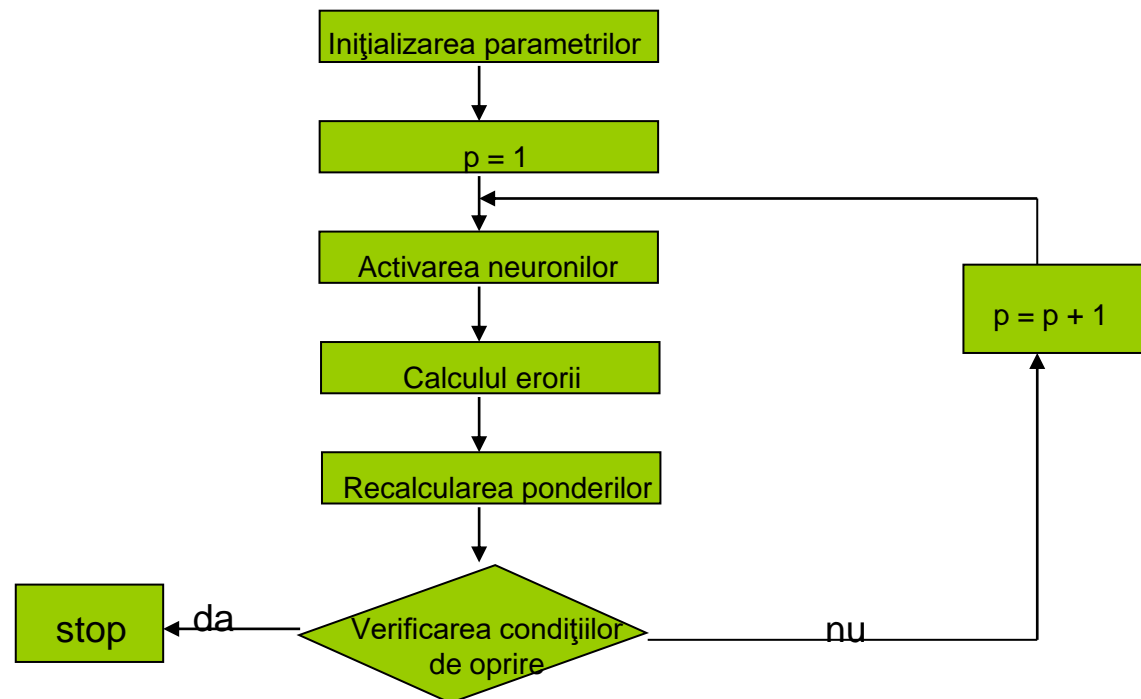 Iniţializarea parametrilor
p = 1
Activarea neuronilor
p = p + 1
Calculul erorii
Recalcularea ponderilor
stop
da
Verificarea condiţiilor
de oprire
nu